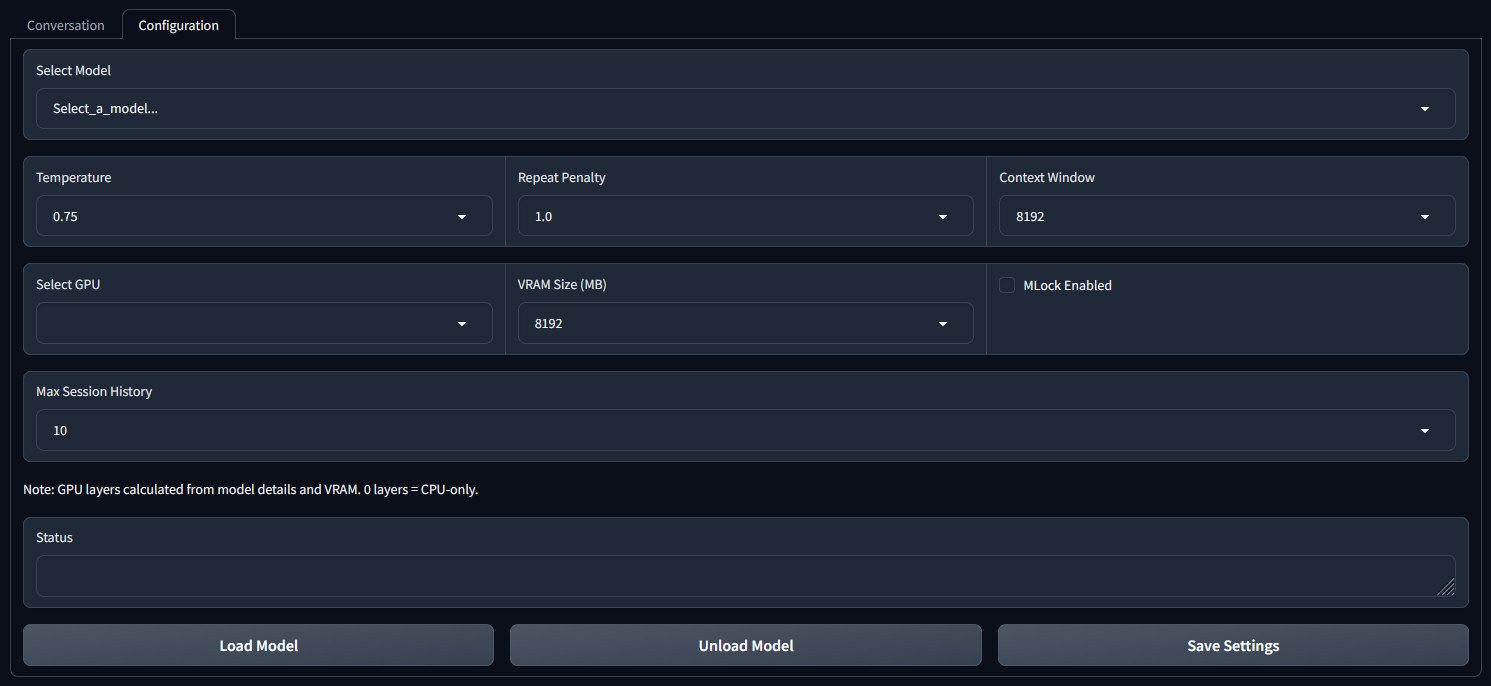 Conversation
Configuration
Select Model
Select_a_model...
Temperature
Repeat Penalty
Context Window
0.75
1.0
8192
Select GPU
VRAM Size (MB)
MLock Enabled
8192
Max Session History
10
Note: GPU layers calculated from model details and VRAM. 0 layers = CPU-only.
Status
Load Model
Unload Model
Save Settings